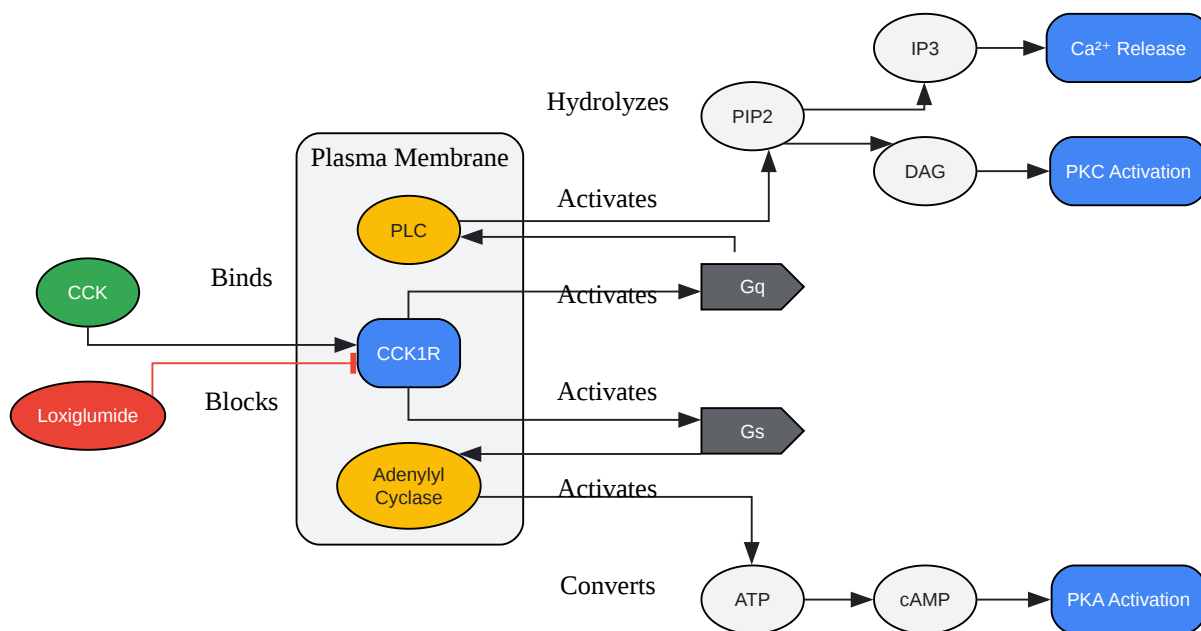 IP3
Ca²⁺ Release
Hydrolyzes
PIP2
Plasma Membrane
DAG
PKC Activation
Activates
PLC
Binds
CCK
Activates
Gq
CCK1R
Loxiglumide
Blocks
Activates
Gs
Adenylyl
Cyclase
Activates
Converts
ATP
cAMP
PKA Activation